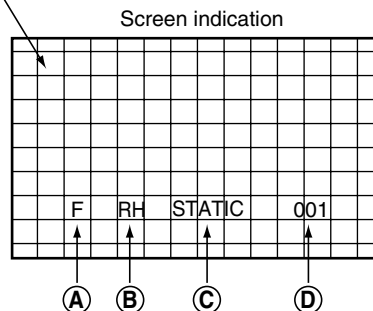 Screen indication
F RH STATIC 001
A B C D